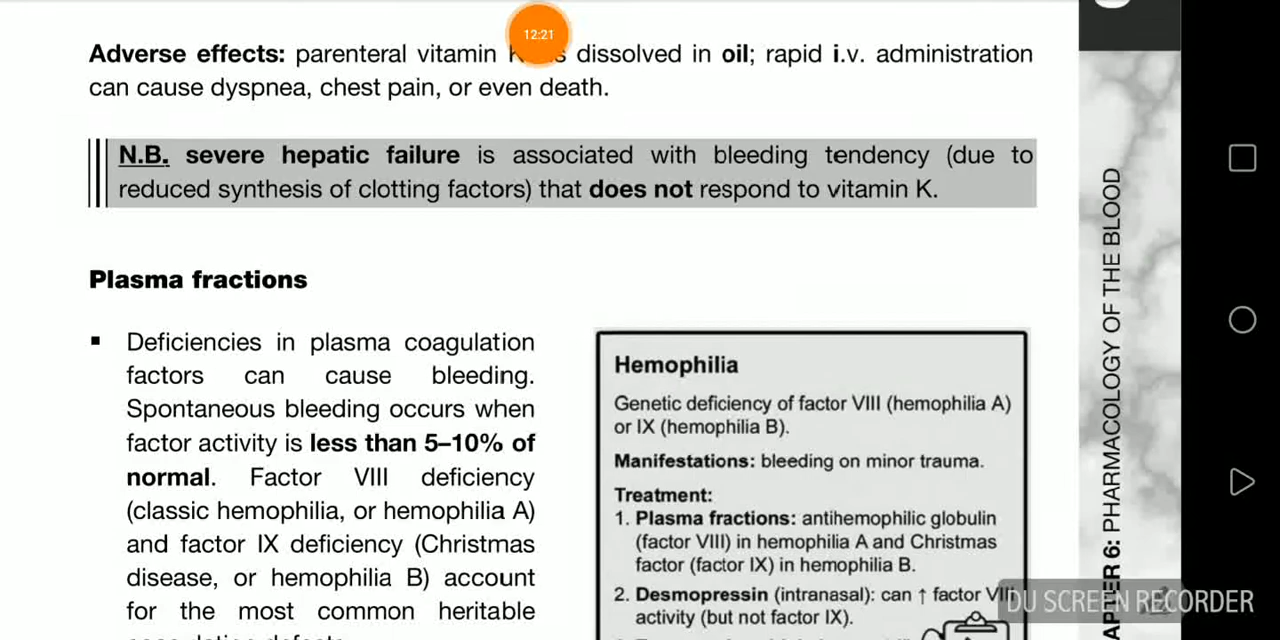 Adverse effects: parenteral vitamin dissolved in oil; rapid i.v. administration
can cause dyspnea, chest pain, or even death.
12:21
N.B. severe hepatic failure is associated with bleeding tendency (due to
reduced synthesis of clotting factors) that does not respond to vitamin K.
Plasma fractions
▪ Deficiencies in plasma coagulation
factors can cause bleeding.
Spontaneous bleeding occurs when
factor activity is less than 5–10% of
normal. Factor VIII deficiency
(classic hemophilia, or hemophilia A)
and factor IX deficiency (Christmas
disease, or hemophilia B) account
for the most common heritable
Hemophilia
Genetic deficiency of factor VIII (hemophilia A)
or IX (hemophilia B).
Manifestations: bleeding on minor trauma.
Treatment:
1. Plasma fractions: antihemophilic globulin
(factor VIII) in hemophilia A and Christmas
factor (factor IX) in hemophilia B.
2. Desmopressin (intranasal): can ↑ factor VIII
activity (but not factor IX).
APTER 6: PHARMACOLOGY OF THE BLOOD
DU SCREEN RECORDER